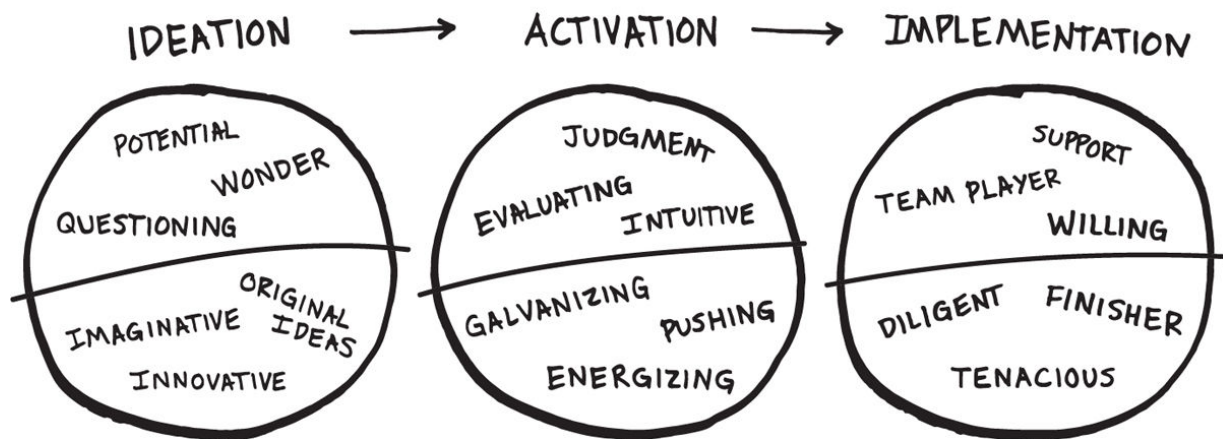 IDEATION → ACTIVATION → IMPLEMENTATION
POTENTIAL
WONDER
QUESTIONING
IMAGINATIVE
ORIGINAL
IDEAS
INNOVATIVE
JUDGMENT
EVALUATING
INTUITIVE
GALVANIZING
PUSHING
ENERGIZING
SUPPORT
TEAM PLAYER
WILLING
DILIGENT
FINISHER
TENACIOUS